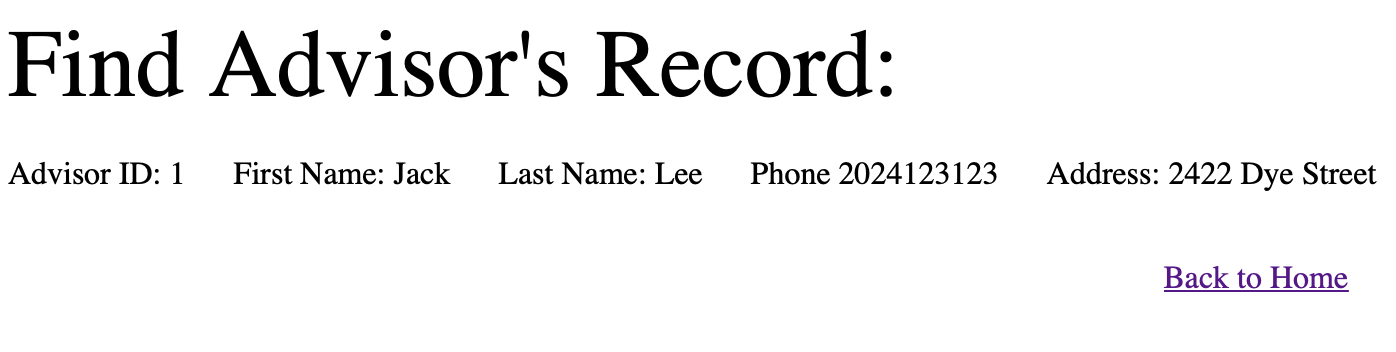 Find Advisor's Record:
Advisor ID: 1 First Name: Jack Last Name: Lee Phone 2024123123 Address: 2422 Dye Street
Back to Home